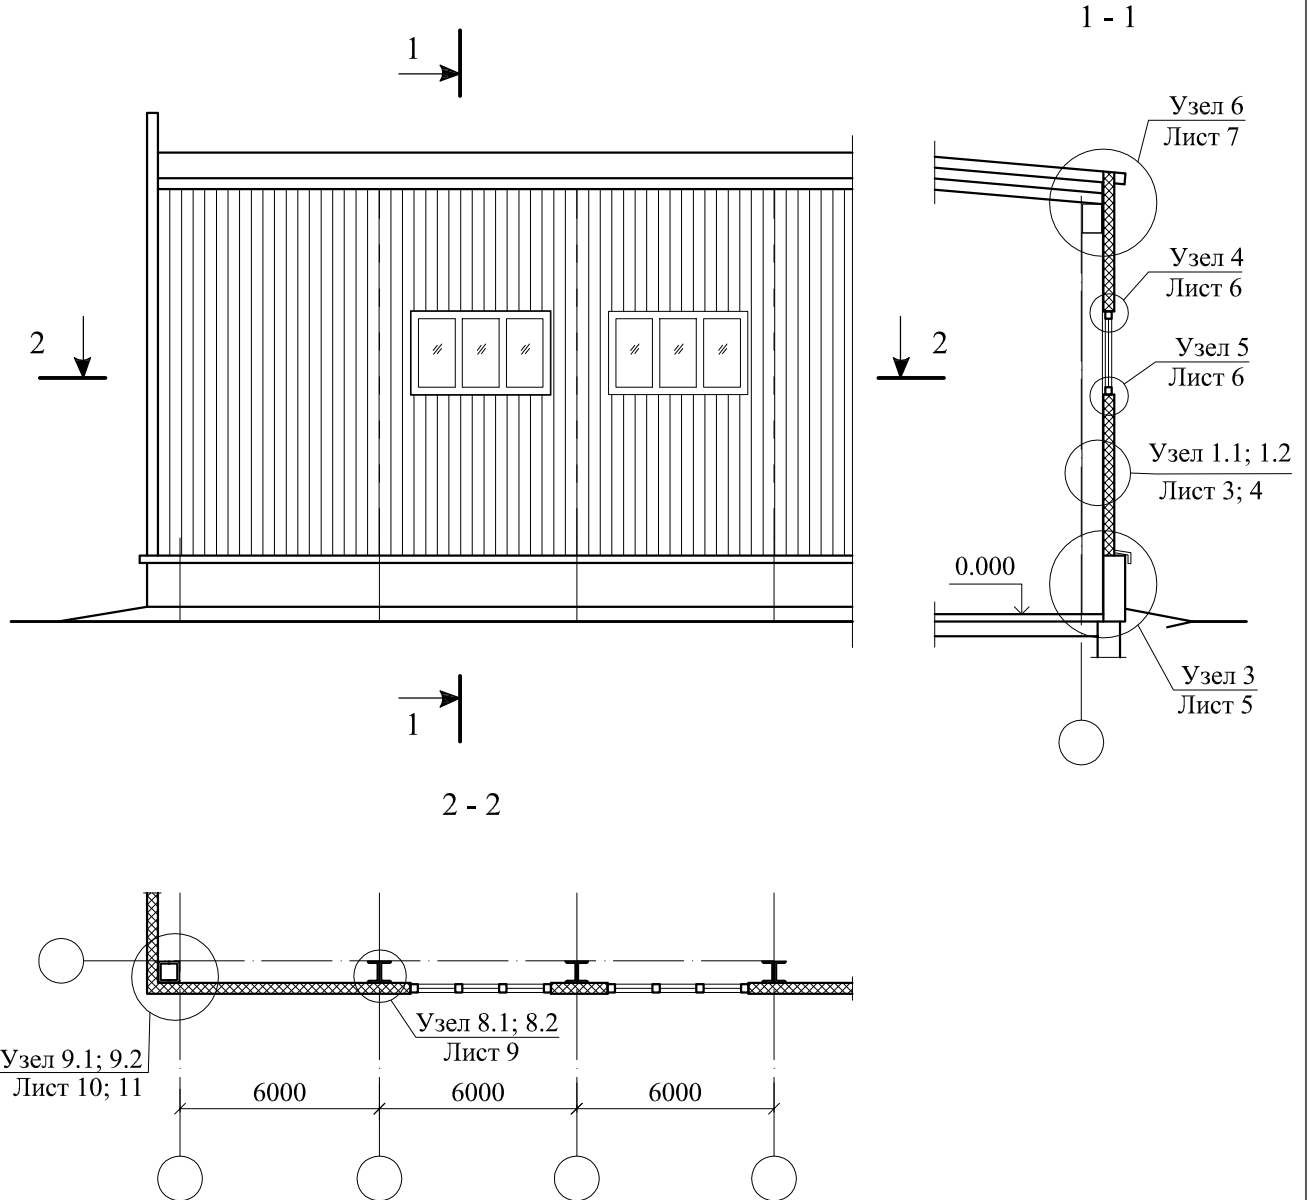 1 - 1
1
Узел 6
Лист 7
Узел 4
Лист 6
2
2
Узел 5
Лист 6
Узел 1.1; 1.2
Лист 3; 4
0.000
Узел 3
Лист 5
1
2 - 2
Узел 8.1; 8.2
Лист 9
Узел 9.1; 9.2
Лист 10; 11
6000
6000
6000